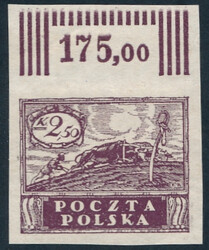 175,00
K 2.50
POCZTA
POLSKA